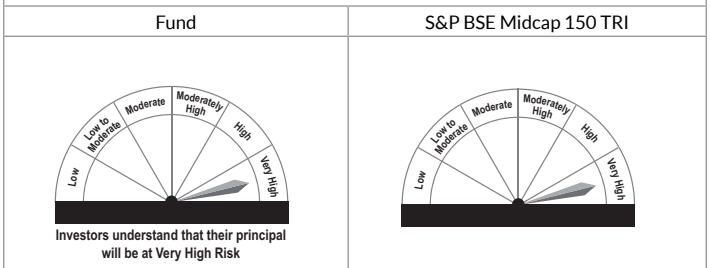 Fund
S&P BSE Midcap 150 TRI
Low
Low to
Moderate
Moderate
Moderately
High
High
Very High
Investors understand that their principal
will be at Very High Risk
Low
Low to
Moderate
Moderate
Moderately
High
High
Very High